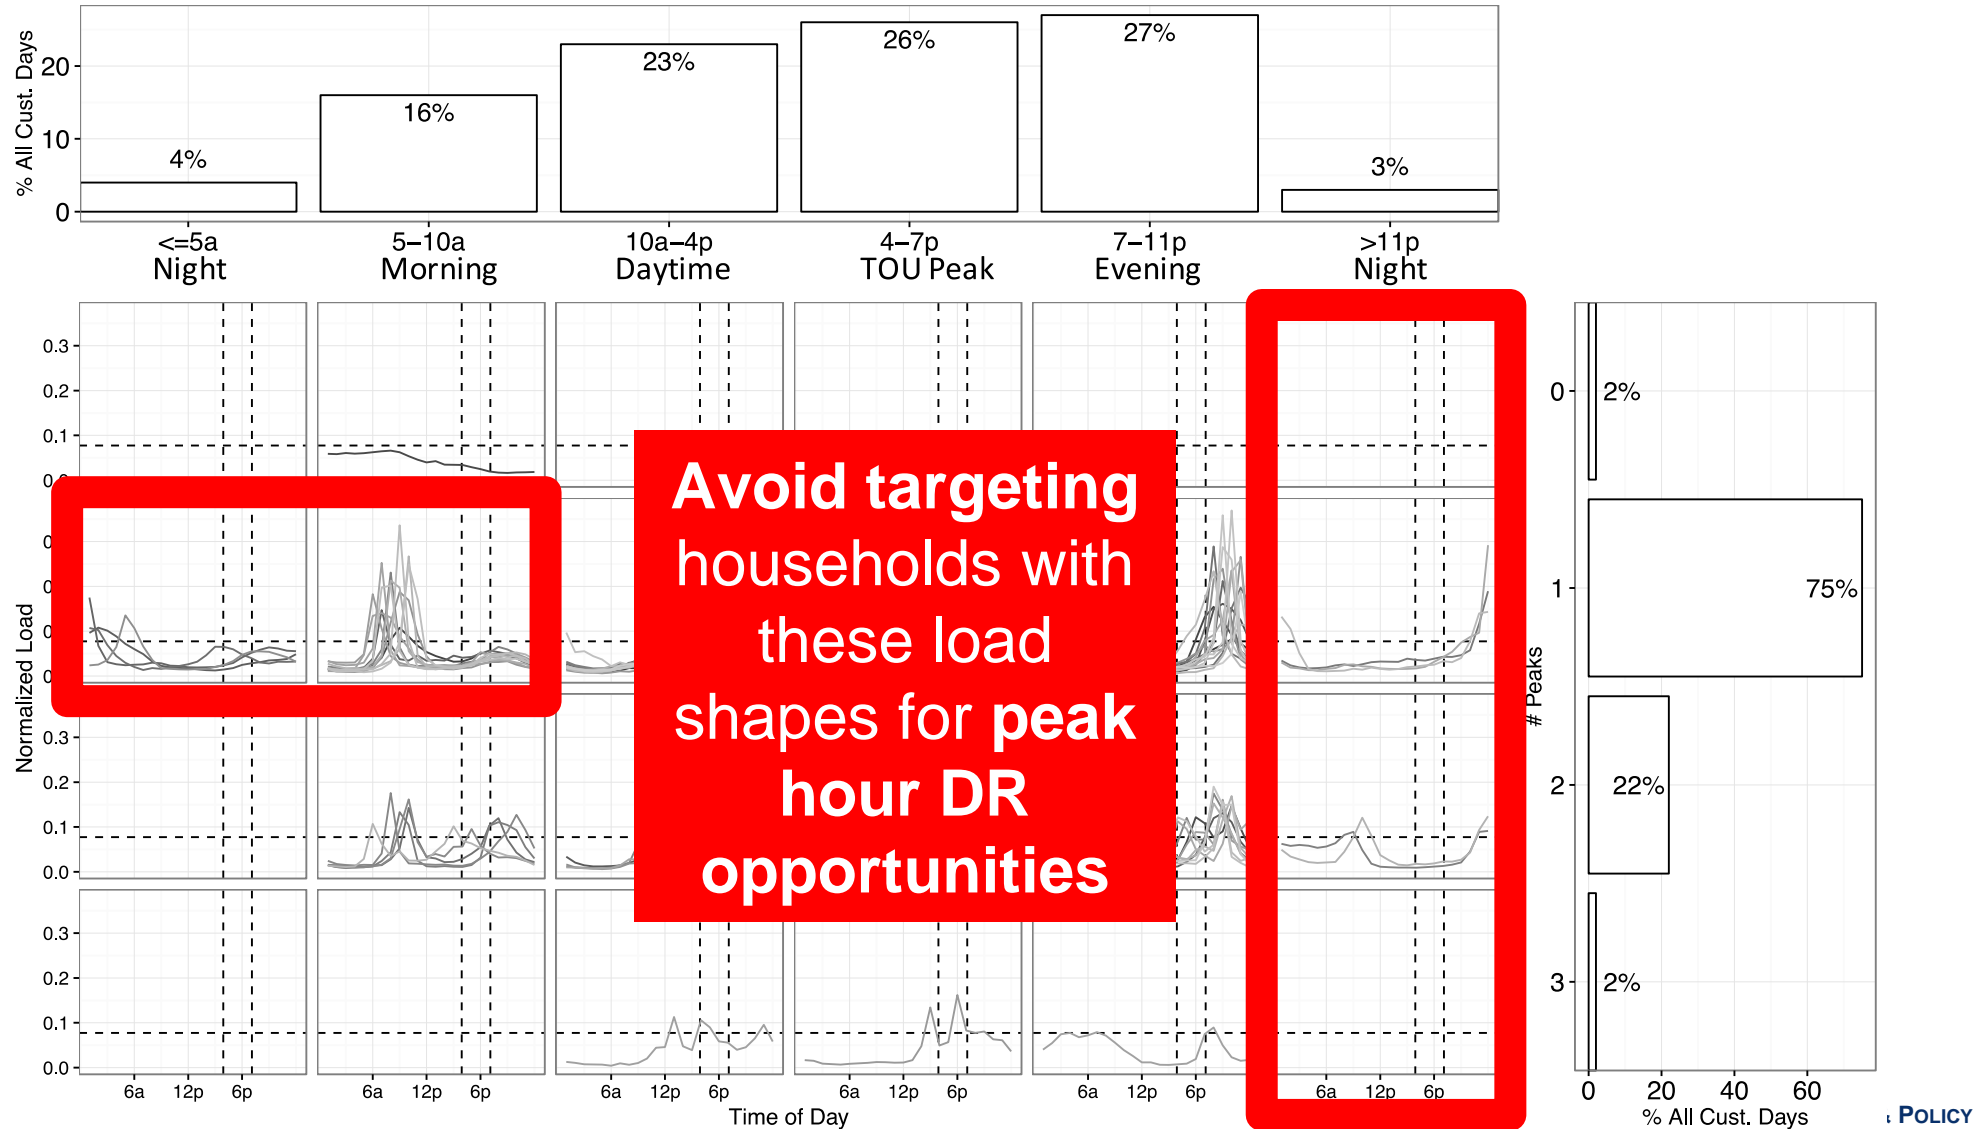 % All Cust. Days
20
10
0
4%
16%
23%
26%
27%
3%
<=5a
5–10a
10a–4p
4–7p
7–11p
>11p
Night
Morning
Daytime
TOU Peak
Evening
Night
Normalized Load
0.3
0.2
0.1
0.3
0.2
0.1
0.0
0.3
0.2
0.1
0.0
Avoid targeting
households with
these load
shapes for peak
hour DR
opportunities
6a 12p 6p
6a 12p 6p
6a 12p 6p
6a 12p 6p
6a 12p 6p
6a 12p 6p
Time of Day
# Peaks
0
1
2
3
2%
75%
22%
2%
0 20 40 60
% All Cust. Days
& POLICY